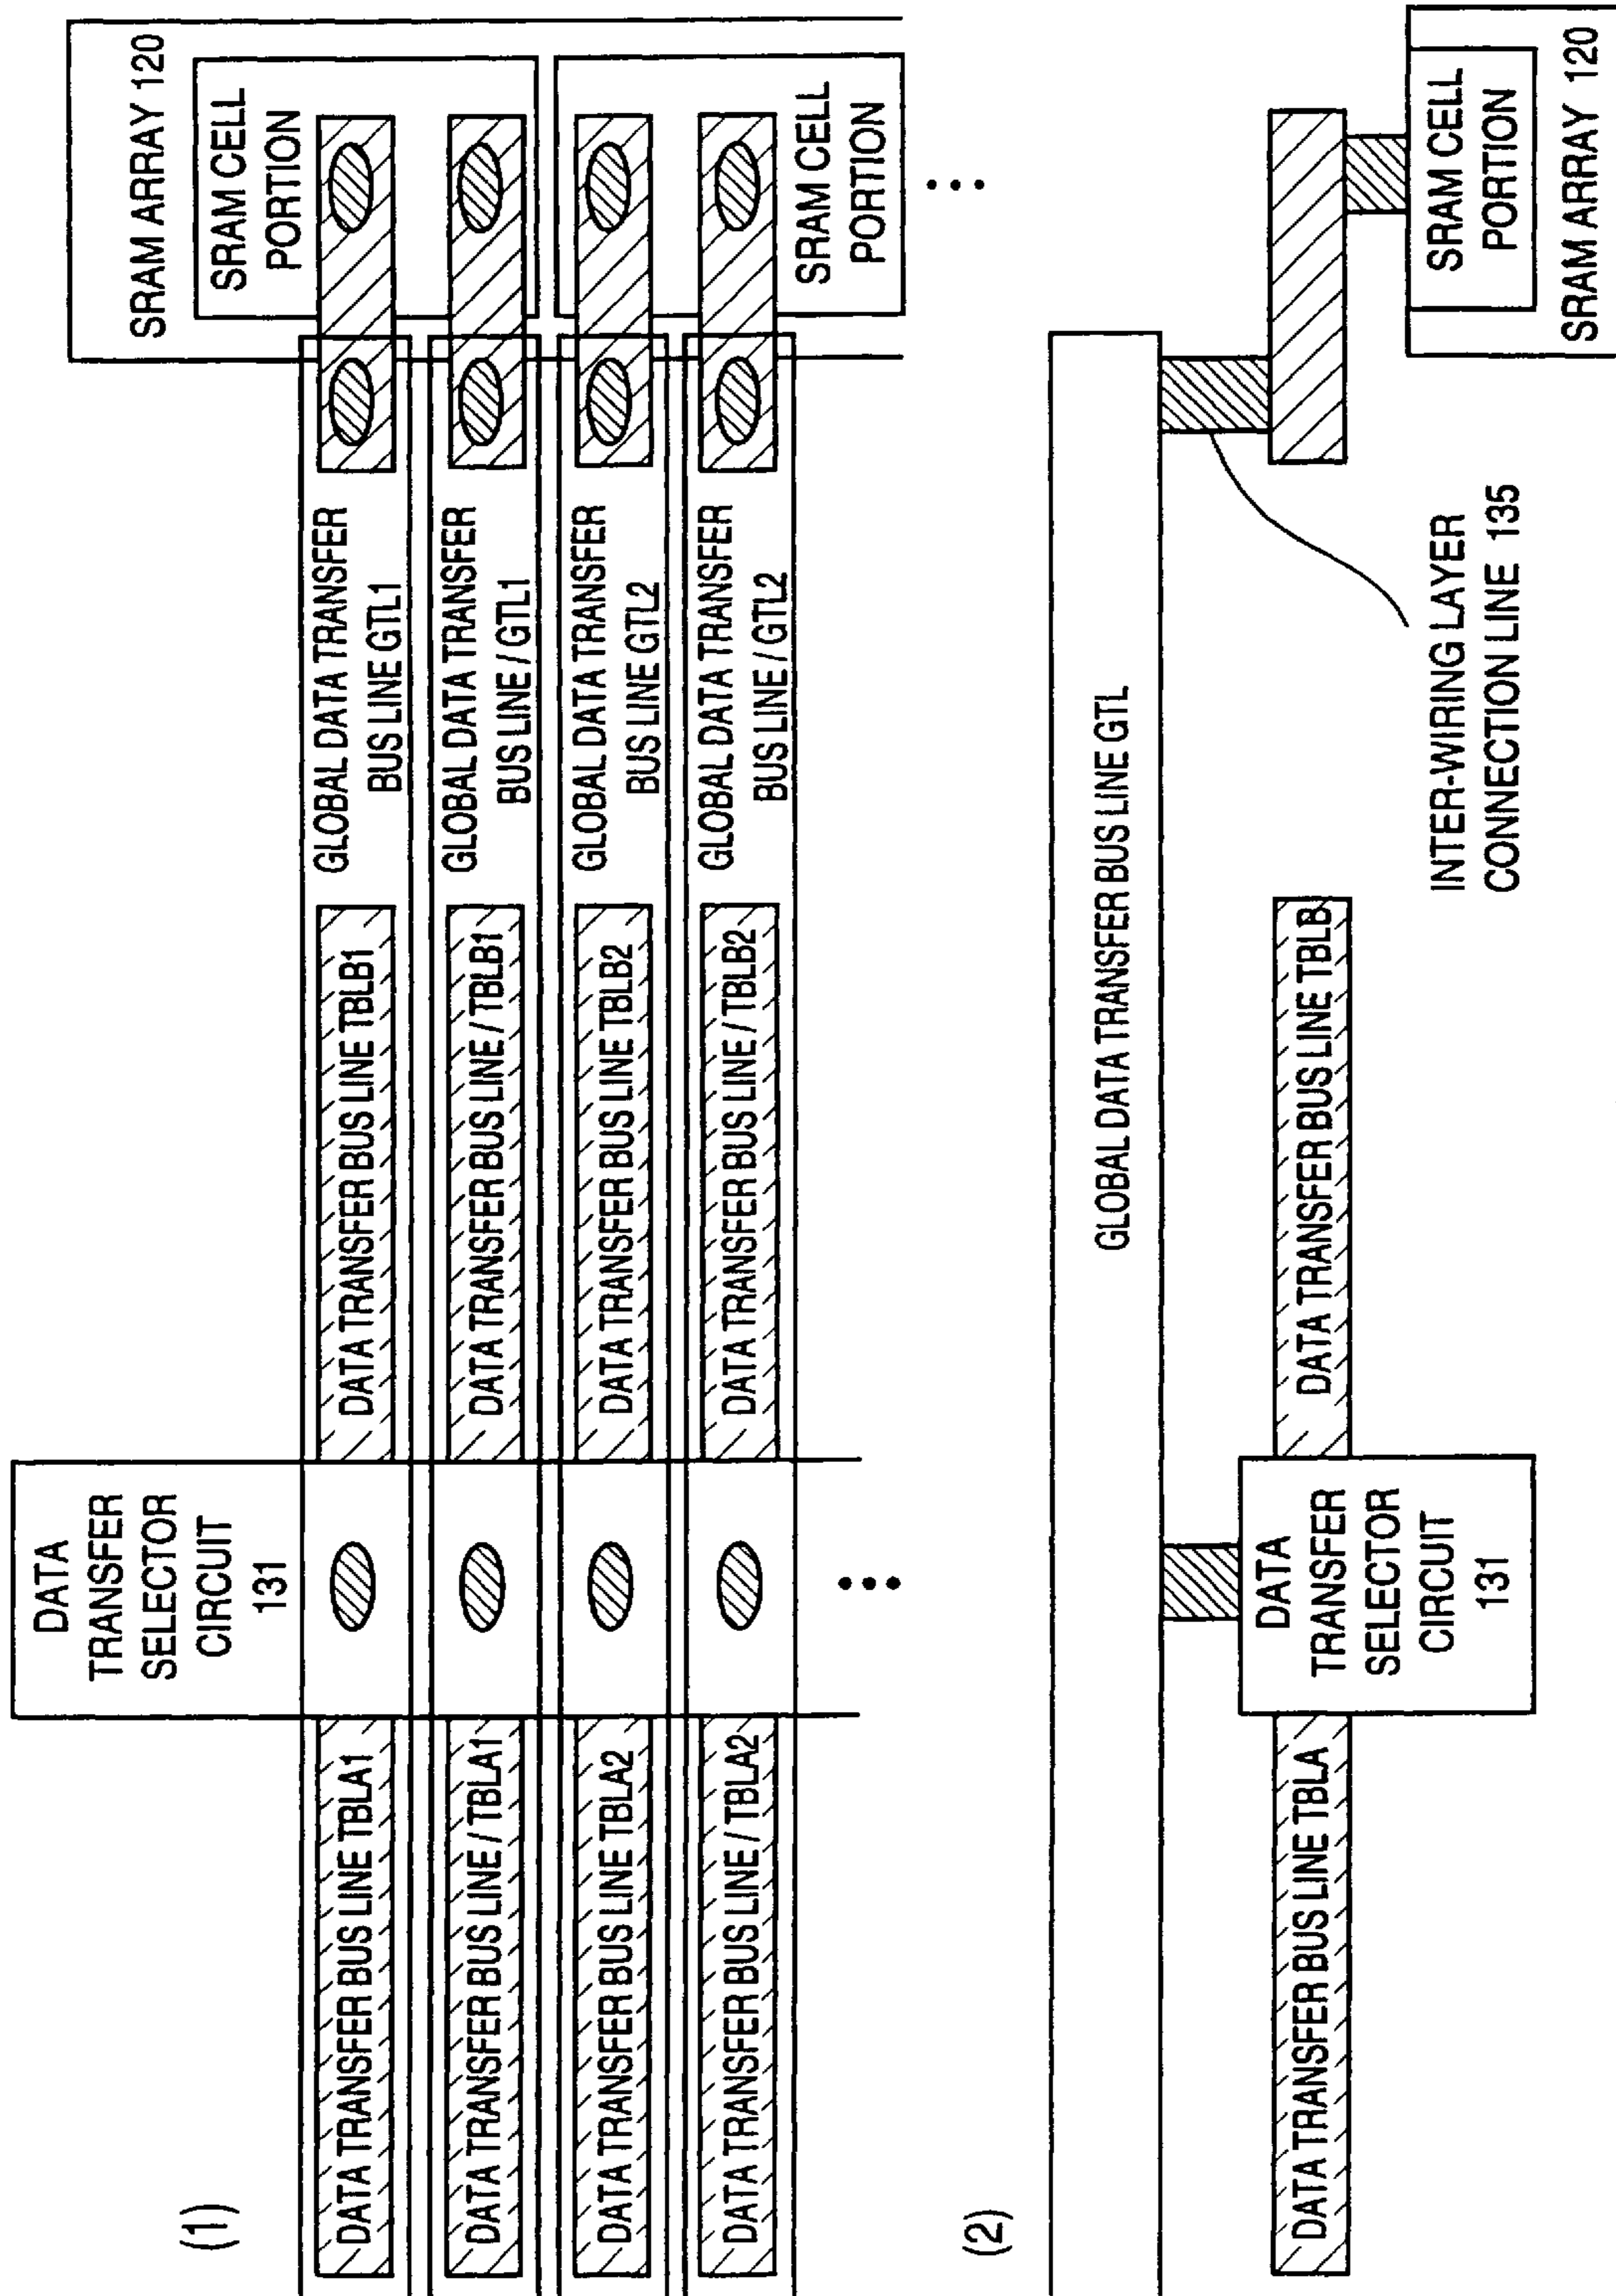 (1)
DATA
TRANSFER
SELECTOR
CIRCUIT
131
SRAM ARRAY 120
SRAM CELL
PORTION
DATA TRANSFER BUS LINE TBLA1
DATA TRANSFER BUS LINE TBLB1
GLOBAL DATA TRANSFER
BUS LINE GTL1
DATA TRANSFER BUS LINE / TBLA1
DATA TRANSFER BUS LINE / TBLB1
GLOBAL DATA TRANSFER
BUS LINE / GTL1
DATA TRANSFER BUS LINE TBLA2
DATA TRANSFER BUS LINE TBLB2
GLOBAL DATA TRANSFER
BUS LINE GTL2
DATA TRANSFER BUS LINE / TBLA2
DATA TRANSFER BUS LINE / TBLB2
GLOBAL DATA TRANSFER
BUS LINE / GTL2
SRAM CELL
PORTION
(2)
GLOBAL DATA TRANSFER BUS LINE GTL
DATA TRANSFER BUS LINE TBLA
DATA
TRANSFER
SELECTOR
CIRCUIT
131
DATA TRANSFER BUS LINE TBLB
INTER-WIRING LAYER
CONNECTION LINE 135
SRAM CELL
PORTION
SRAM ARRAY 120